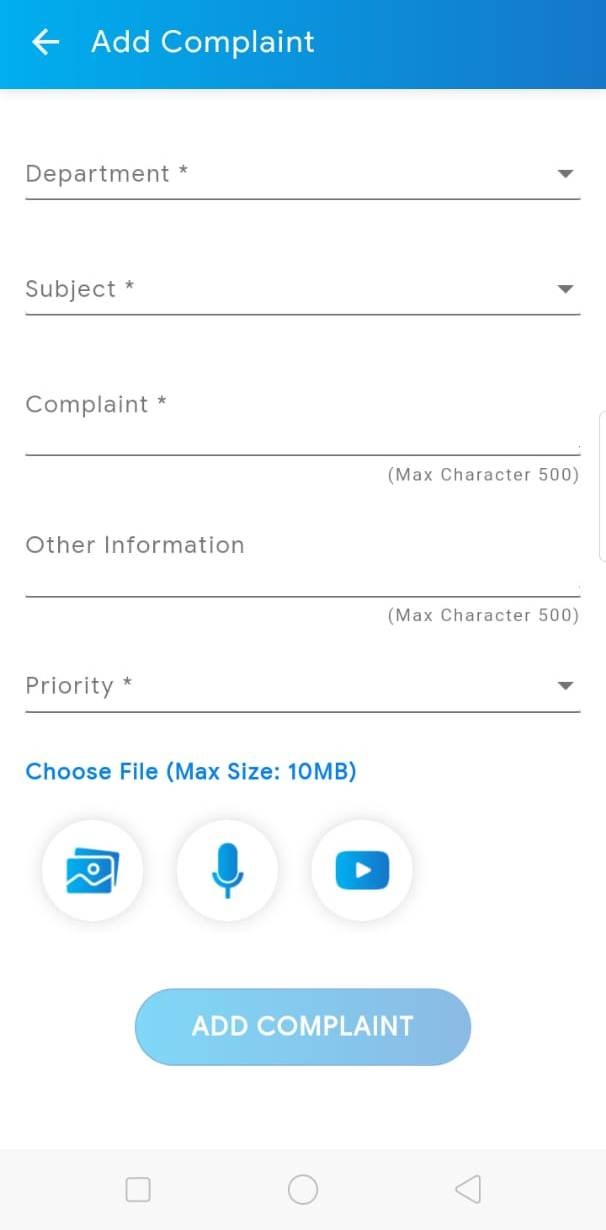 Add Complaint
Department *
Subject *
Complaint *
(Max Character 500)
Other Information
(Max Character 500)
Priority *
Choose File (Max Size: 10MB)
ADD COMPLAINT